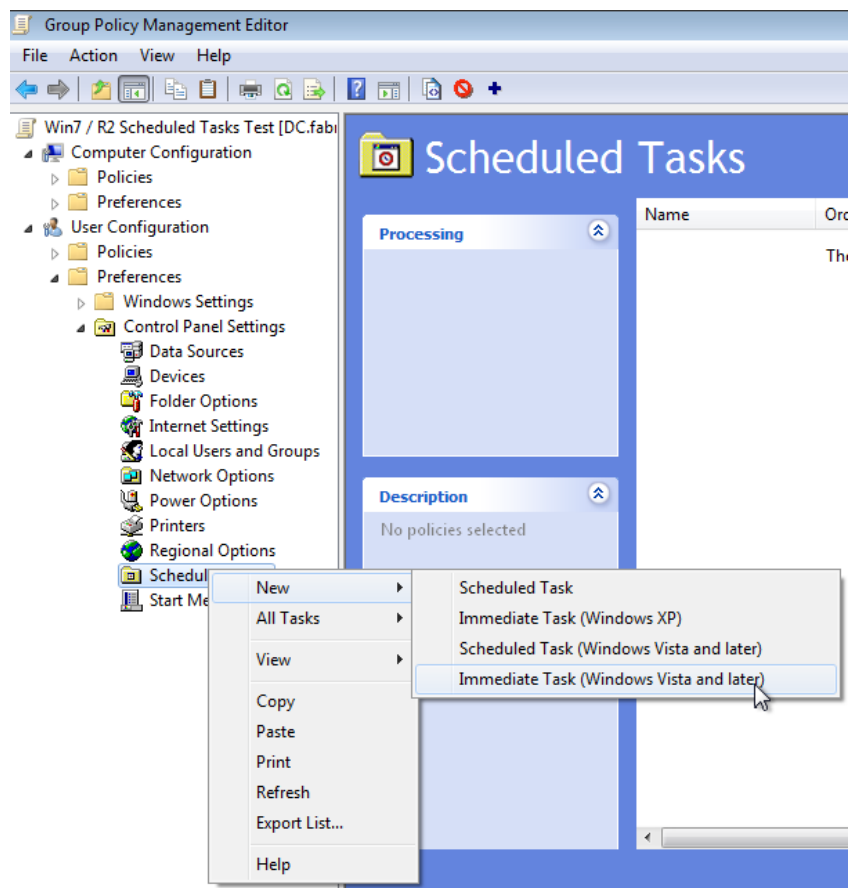 Group Policy Management Editor
File Action View Help
Win7 / R2 Scheduled Tasks Test [DC.fabr
Computer Configuration
Policies
Preferences
User Configuration
Policies
Preferences
Windows Settings
Control Panel Settings
Data Sources
Devices
Folder Options
Internet Settings
Local Users and Groups
Network Options
Power Options
Printers
Regional Options
Schedul
Start Me
Scheduled Tasks
Processing
Description
No policies selected
Name Ord
The
New
All Tasks
View
Copy
Paste
Print
Refresh
Export List...
Help
Scheduled Task
Immediate Task (Windows XP)
Scheduled Task (Windows Vista and later)
Immediate Task (Windows Vista and later)